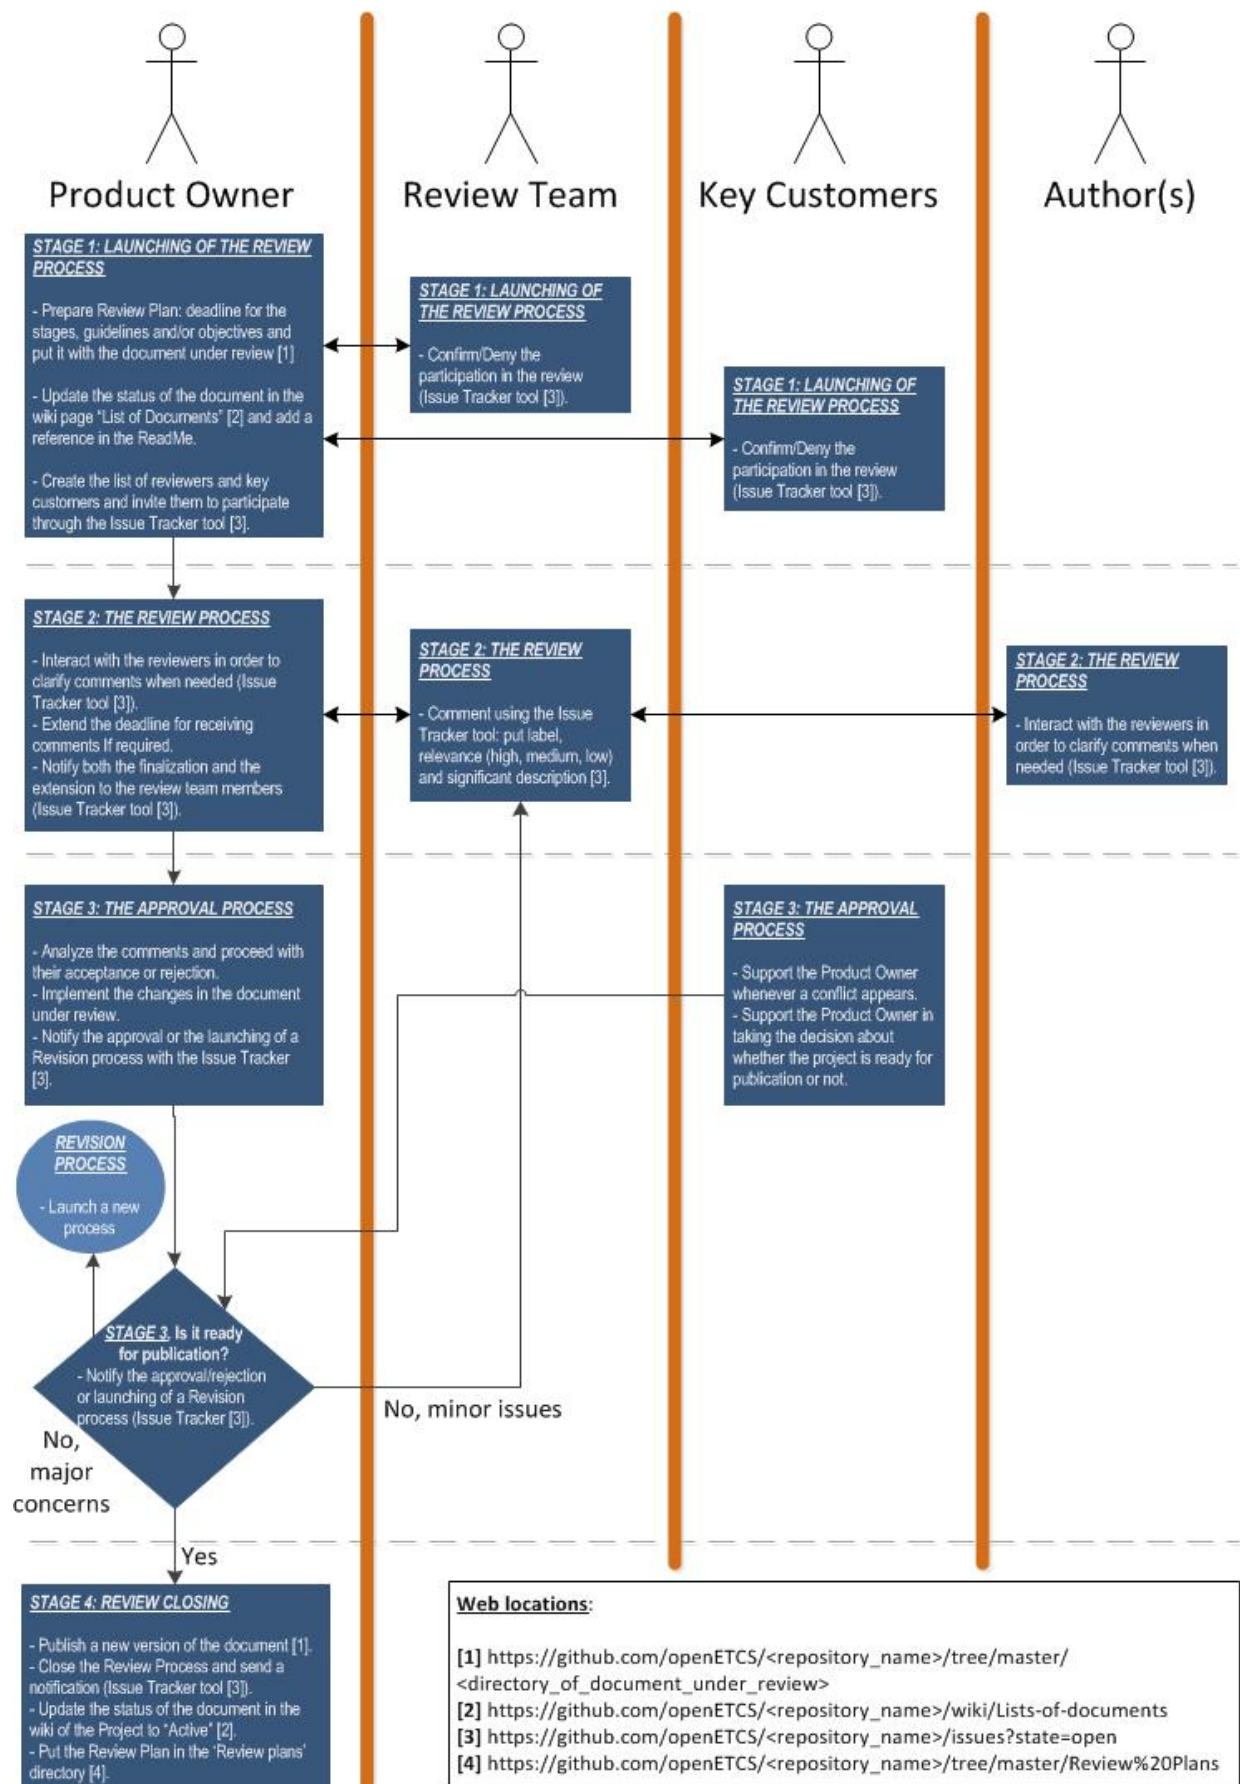 Product Owner
Review Team
Key Customers
Author(s)
STAGE 1: LAUNCHING OF THE REVIEW
PROCESS
- Prepare Review Plan: deadline for the
stages, guidelines and/or objectives and
put it with the document under review [1]
- Update the status of the document in the
wiki page "List of Documents" [2] and add a
reference in the ReadMe.
- Create the list of reviewers and key
customers and invite them to participate
through the Issue Tracker tool [3].
STAGE 1: LAUNCHING OF
THE REVIEW PROCESS
- Confirm/Deny the
participation in the review
(Issue Tracker tool [3]).
STAGE 1: LAUNCHING OF
THE REVIEW PROCESS
- Confirm/Deny the
participation in the review
(Issue Tracker tool [3]).
STAGE 2: THE REVIEW PROCESS
- Interact with the reviewers in order to
clarify comments when needed (Issue
Tracker tool [3]).
- Extend the deadline for receiving
comments If required.
- Notify both the finalization and the
extension to the review team members
(Issue Tracker tool [3]).
STAGE 2: THE REVIEW
PROCESS
- Comment using the Issue
Tracker tool: put label,
relevance (high, medium, low)
and significant description [3].
STAGE 2: THE REVIEW
PROCESS
- Interact with the reviewers in
order to clarify comments when
needed (Issue Tracker tool [3]).
STAGE 3: THE APPROVAL PROCESS
- Analyze the comments and proceed with
their acceptance or rejection.
- Implement the changes in the document
under review.
- Notify the approval or the launching of a
Revision process with the Issue Tracker
[3].
STAGE 3: THE APPROVAL
PROCESS
- Support the Product Owner
whenever a conflict appears.
- Support the Product Owner in
taking the decision about
whether the project is ready for
publication or not.
REVISION
PROCESS
- Launch a new
process
STAGE 3. Is it ready
for publication?
- Notify the approval/rejection
or launching of a Revision
process (Issue Tracker [3]).
No, minor issues
No,
major
concerns
Yes
STAGE 4: REVIEW CLOSING
- Publish a new version of the document [1].
- Close the Review Process and send a
notification (Issue Tracker tool [3]).
- Update the status of the document in the
wiki of the Project to "Active" [2].
- Put the Review Plan in the 'Review plans'
directory [4].
Web locations:
[1] https://github.com/openETCS/<repository_name>/tree/master/
<directory_of_document_under_review>
[2] https://github.com/openETCS/<repository_name>/wiki/Lists-of-documents
[3] https://github.com/openETCS/<repository_name>/issues?state=open
[4] https://github.com/openETCS/<repository_name>/tree/master/Review%20Plans